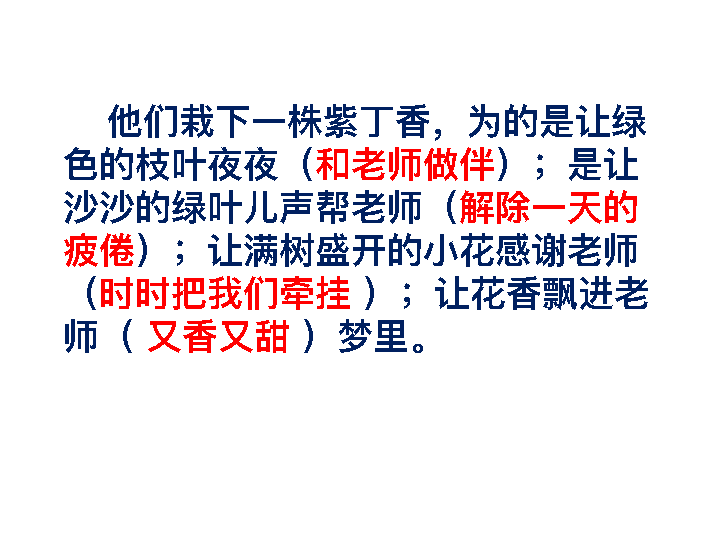 他们栽下一株紫丁香，为的是让绿
色的枝叶夜夜（和老师做伴）；是让
沙沙的绿叶儿声帮老师（解除一天的
疲倦）；让满树盛开的小花感谢老师
（时时把我们牵挂 ）；让花香飘进老
师（ 又香又甜 ）梦里。